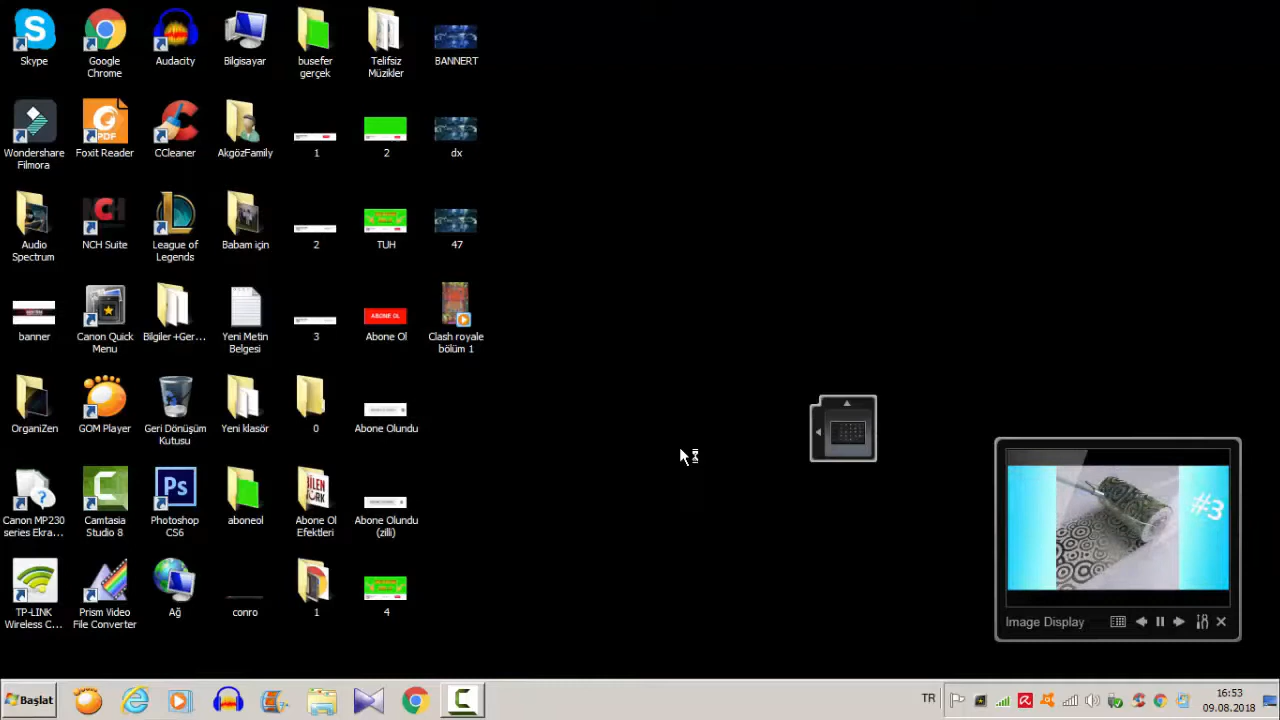 Skype
Google
Chrome
Audacity
Bilgisayar
busefer
gerçek
Telifsiz
Müzikler
BANNERT
Wondershare
Filmora
PDF
Foxit Reader
CCleaner
AkgözFamily
1
2
dx
Audio
Spectrum
NCH
NCH Suite
League of
Legends
Babam için
2
TUH
47
banner
Canon Quick
Menu
Bilgiler +Ger...
Yeni Metin
Belgesi
3
ABONE OL
Abone Ol
Clash royale
bölüm 1
OrganiZen
GOM Player
Geri Dönüşüm
Kutusu
Yeni klasör
0
Abone Olundu
Canon MP230
series Ekra...
Camtasia
Studio 8
Ps
Photoshop
CS6
aboneol
BİLEN
TÜRK
Abone Ol
Efektleri
Abone Olundu
(zilli)
TP-LINK
Wireless C...
Prism Video
File Converter
Ağ
conro
1
4
#3
Image Display
Başlat
TR
16:53
09.08.2018